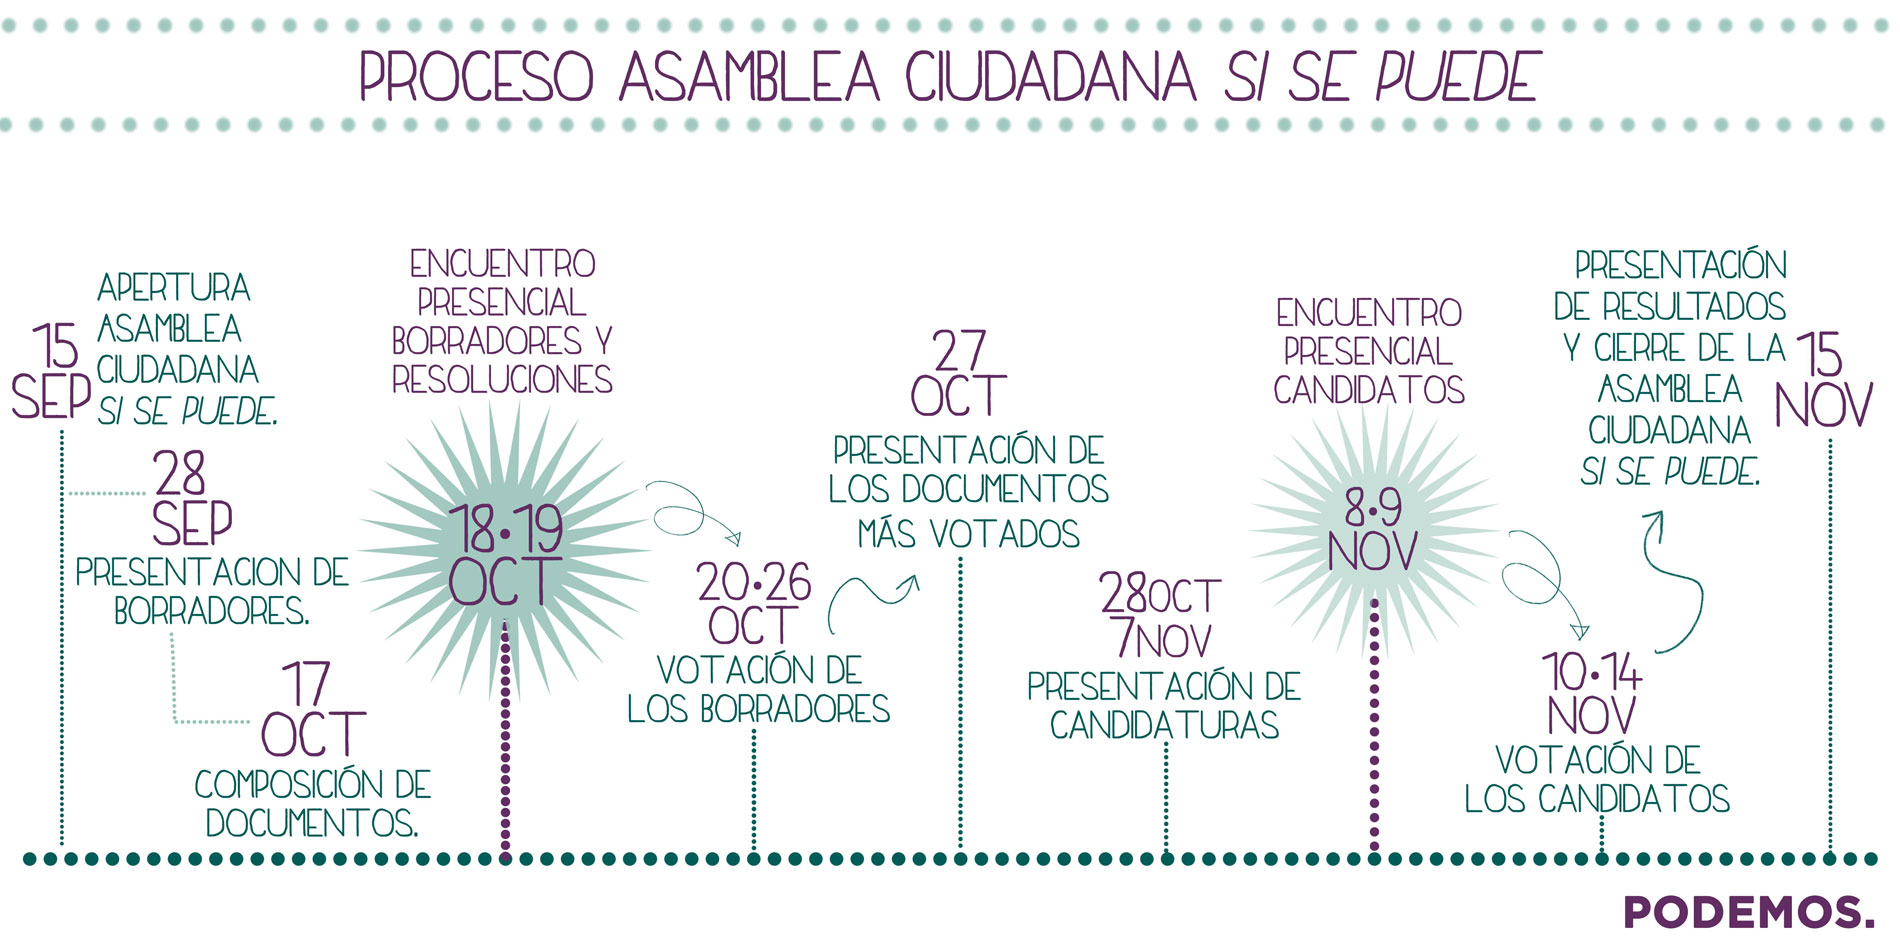 PROCESO ASAMBLEA CIUDADANA SI SE PUEDE
15
SEP
APERTURA
ASAMBLEA
CIUDADANA
SI SE PUEDE.
28
SEP
PRESENTACION DE
BORRADORES.
17
OCT
COMPOSICIÓN DE
DOCUMENTOS.
ENCUENTRO
PRESENCIAL
BORRADORES Y
RESOLUCIONES
18·19
OCT
20·26
OCT
VOTACIÓN DE
LOS BORRADORES
27
OCT
PRESENTACIÓN DE
LOS DOCUMENTOS
MÁS VOTADOS
28OCT
7NOV
PRESENTACIÓN DE
CANDIDATURAS
ENCUENTRO
PRESENCIAL
CANDIDATOS
8·9
NOV
10·14
NOV
VOTACIÓN DE
LOS CANDIDATOS
PRESENTACIÓN
DE RESULTADOS
Y CIERRE DE LA
ASAMBLEA
CIUDADANA
SI SE PUEDE.
15
NOV
PODEMOS.